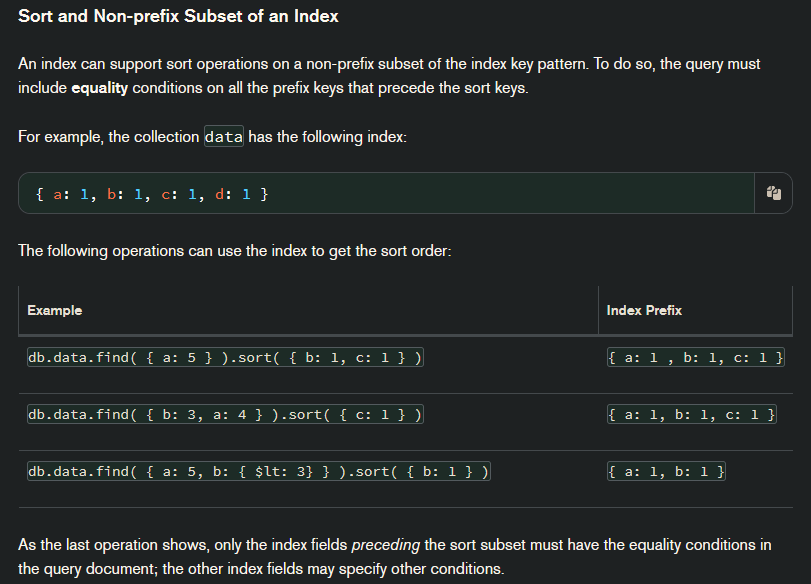 Sort and Non-prefix Subset of an Index
An index can support sort operations on a non-prefix subset of the index key pattern. To do so, the query must
include equality conditions on all the prefix keys that precede the sort keys.
For example, the collection data has the following index:
{ a: 1, b: 1, c: 1, d: 1 }
The following operations can use the index to get the sort order:
Example Index Prefix
db.data.find( { a: 5 } ).sort( { b: 1, c: 1 } ) { a: 1 , b: 1, c: 1 }
db.data.find( { b: 3, a: 4 } ).sort( { c: 1 } ) { a: 1, b: 1, c: 1 }
db.data.find( { a: 5, b: { $lt: 3} } ).sort( { b: 1 } ) { a: 1, b: 1 }
As the last operation shows, only the index fields preceding the sort subset must have the equality conditions in
the query document; the other index fields may specify other conditions.